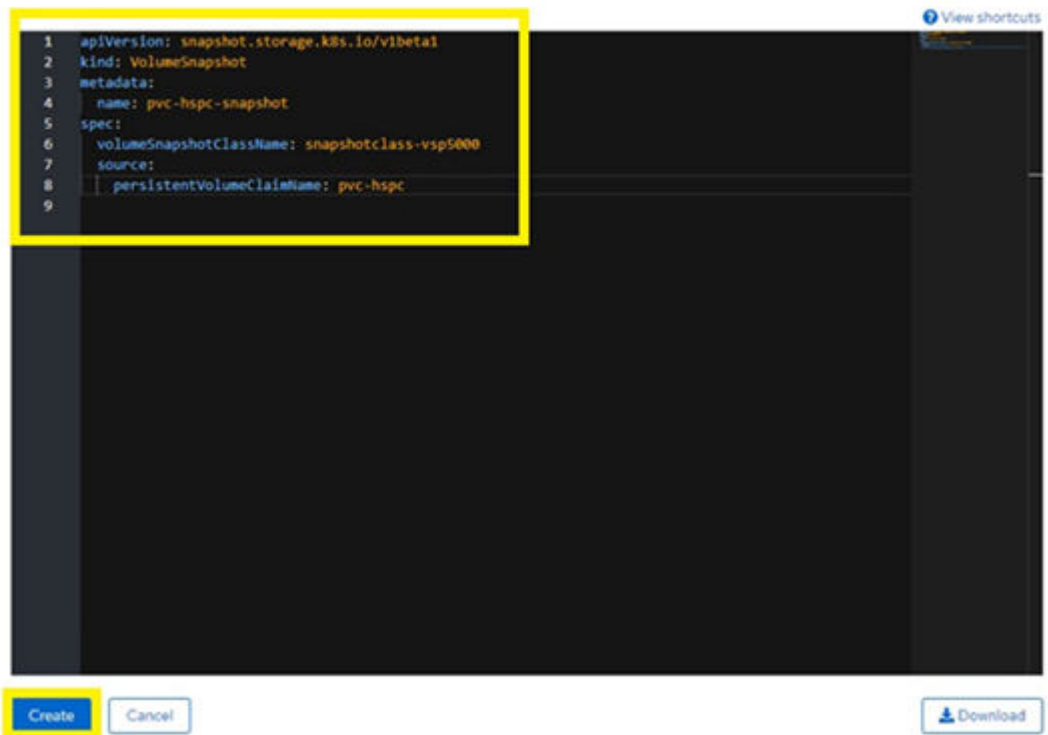 View shortcuts
1 apiVersion: snapshot.storage.k8s.io/v1beta1
2 kind: VolumeSnapshot
3 metadata:
4   name: pvc-hspc-snapshot
5 spec:
6   volumeSnapshotClassName: snapshotclass-vsp5000
7   source:
8     persistentVolumeClaimName: pvc-hspc
9
Create Cancel Download